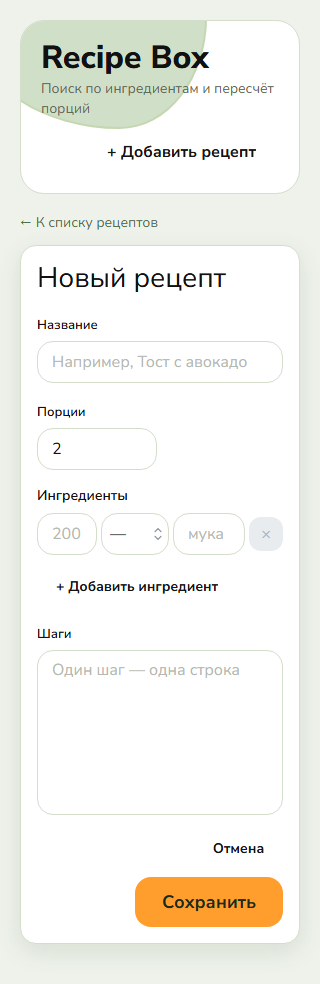 Recipe Box
Поиск по ингредиентам и пересчёт
порций
+ Добавить рецепт
← К списку рецептов
Новый рецепт
Название
Например, Тост с авокадо
Порции
2
Ингредиенты
200 — мука ×
+ Добавить ингредиент
Шаги
Один шаг — одна строка
Отмена
Сохранить